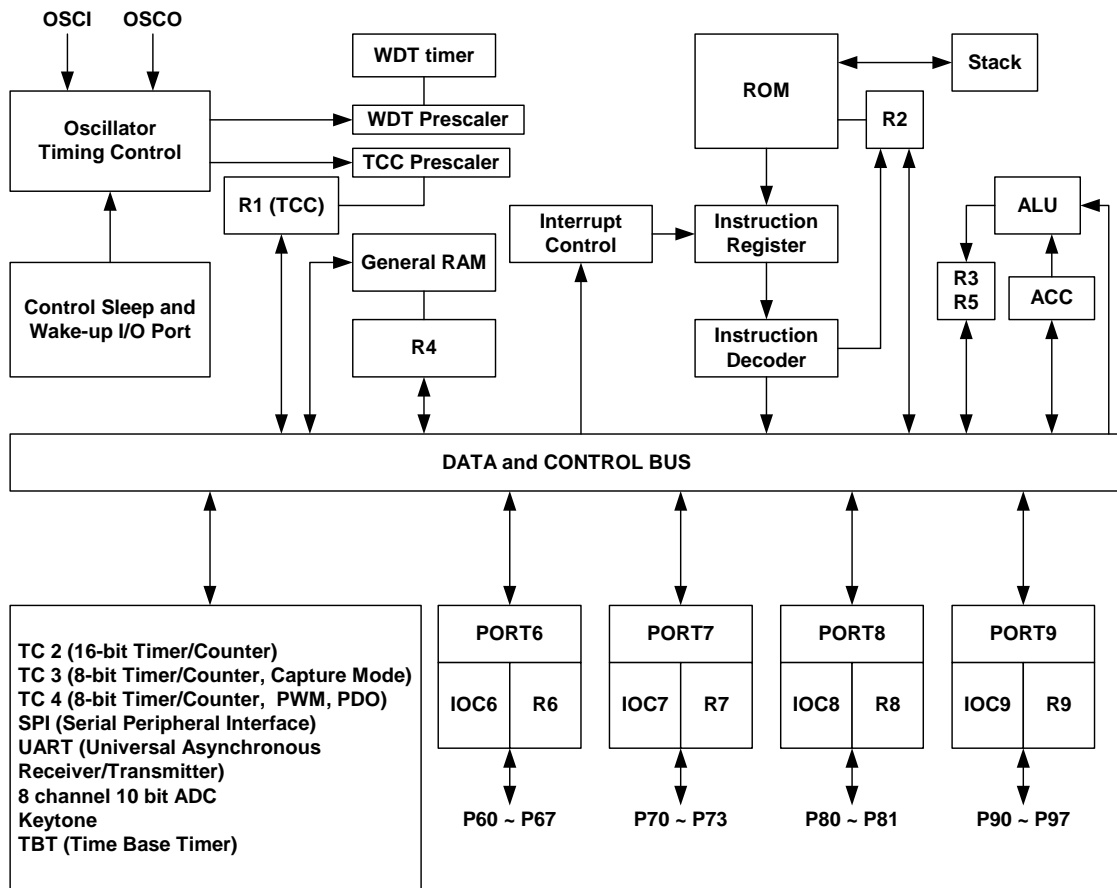 OSCI
OSCO
WDT timer
WDT Prescaler
TCC Prescaler
Oscillator
Timing Control
R1 (TCC)
General RAM
R4
Control Sleep and
Wake-up I/O Port
ROM
Stack
R2
Interrupt
Control
Instruction
Register
Instruction
Decoder
ALU
R3
R5
ACC
DATA and CONTROL BUS
TC 2 (16-bit Timer/Counter)
TC 3 (8-bit Timer/Counter, Capture Mode)
TC 4 (8-bit Timer/Counter, PWM, PDO)
SPI (Serial Peripheral Interface)
UART (Universal Asynchronous
Receiver/Transmitter)
8 channel 10 bit ADC
Keytone
TBT (Time Base Timer)
PORT6
IOC6
R6
P60 ~ P67
PORT7
IOC7
R7
P70 ~ P73
PORT8
IOC8
R8
P80 ~ P81
PORT9
IOC9
R9
P90 ~ P97